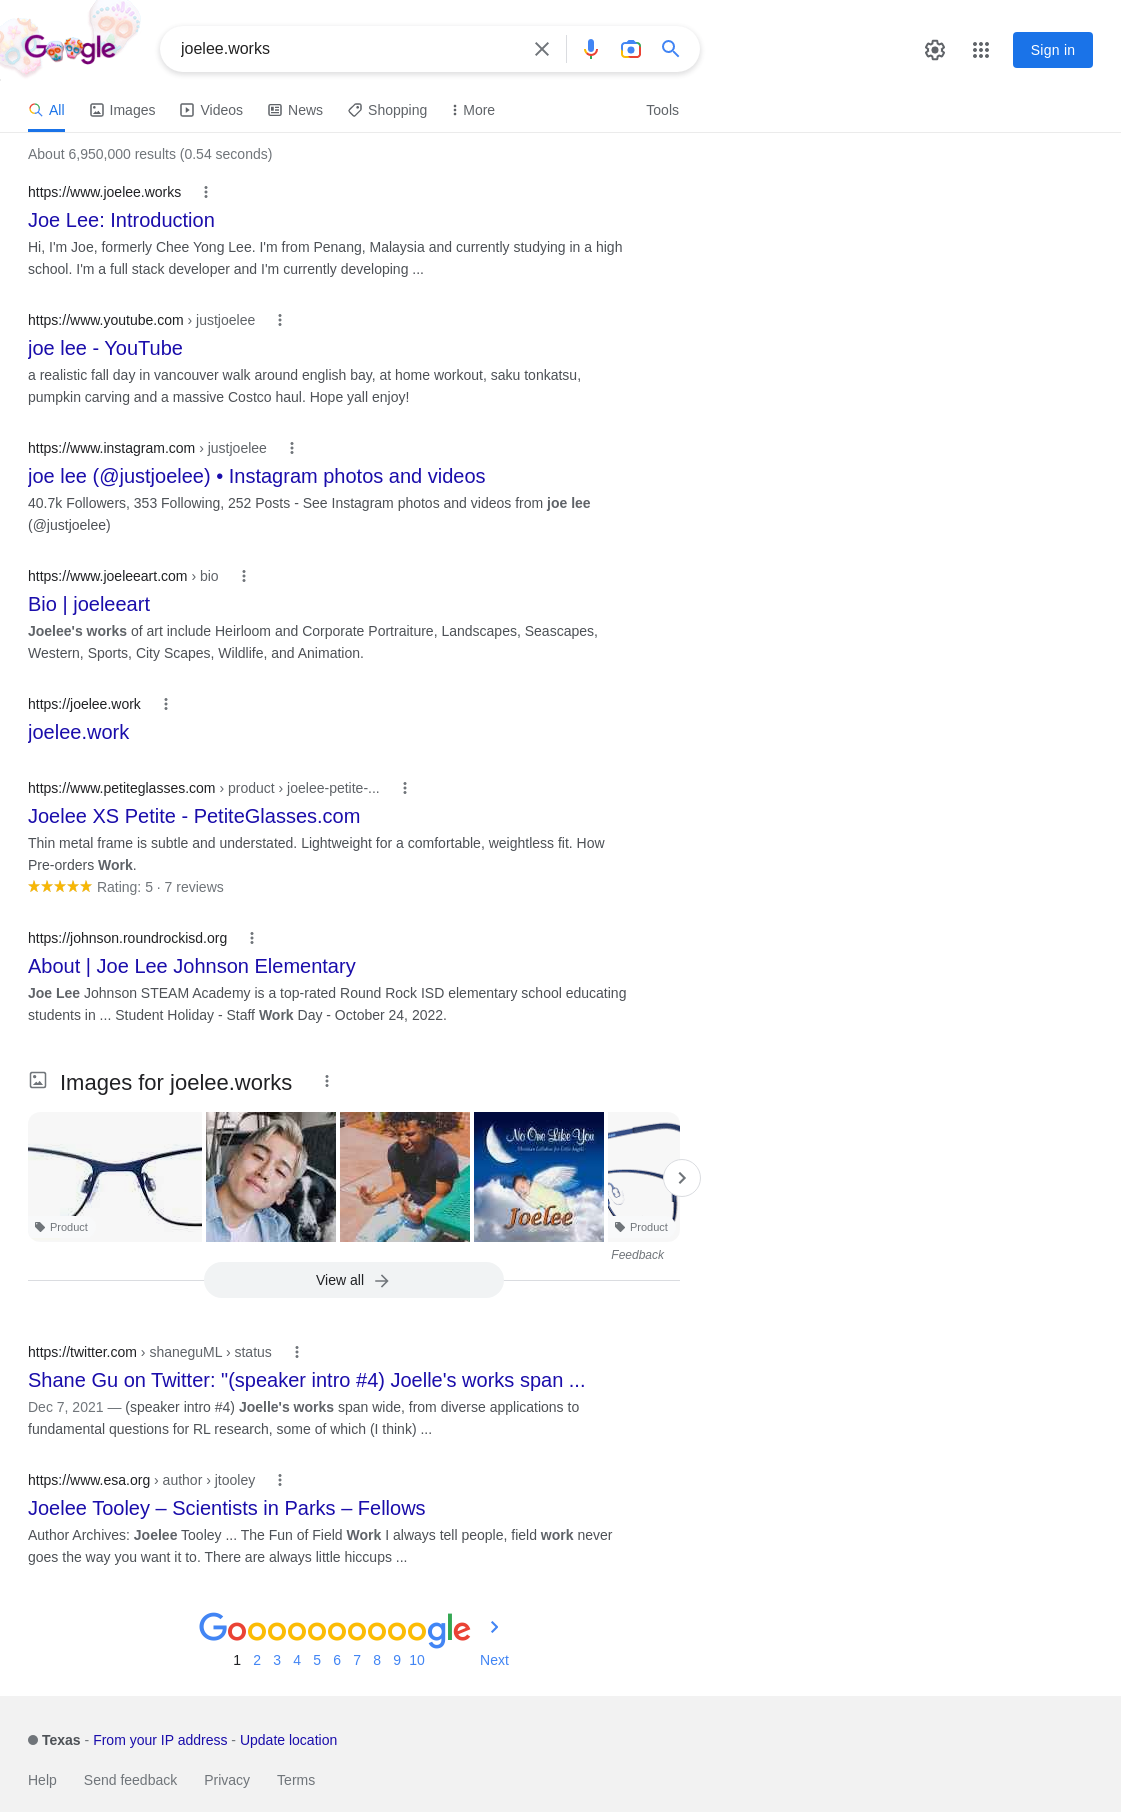 Google
joelee.works
Sign in
All Images Videos News Shopping More Tools
About 6,950,000 results (0.54 seconds)
https://www.joelee.works
Joe Lee: Introduction
Hi, I'm Joe, formerly Chee Yong Lee. I'm from Penang, Malaysia and currently studying in a high
school. I'm a full stack developer and I'm currently developing ...
https://www.youtube.com › justjoelee
joe lee - YouTube
a realistic fall day in vancouver walk around english bay, at home workout, saku tonkatsu,
pumpkin carving and a massive Costco haul. Hope yall enjoy!
https://www.instagram.com › justjoelee
joe lee (@justjoelee) • Instagram photos and videos
40.7k Followers, 353 Following, 252 Posts - See Instagram photos and videos from joe lee
(@justjoelee)
https://www.joeleeart.com › bio
Bio | joeleeart
Joelee's works of art include Heirloom and Corporate Portraiture, Landscapes, Seascapes,
Western, Sports, City Scapes, Wildlife, and Animation.
https://joelee.work
joelee.work
https://www.petiteglasses.com › product › joelee-petite-...
Joelee XS Petite - PetiteGlasses.com
Thin metal frame is subtle and understated. Lightweight for a comfortable, weightless fit. How
Pre-orders Work.
Rating: 5 · 7 reviews
https://johnson.roundrockisd.org
About | Joe Lee Johnson Elementary
Joe Lee Johnson STEAM Academy is a top-rated Round Rock ISD elementary school educating
students in ... Student Holiday - Staff Work Day - October 24, 2022.
Images for joelee.works
No One Like You
Joelee
Product
Product
Feedback
View all
https://twitter.com › shaneguML › status
Shane Gu on Twitter: "(speaker intro #4) Joelle's works span ...
Dec 7, 2021 — (speaker intro #4) Joelle's works span wide, from diverse applications to
fundamental questions for RL research, some of which (I think) ...
https://www.esa.org › author › jtooley
Joelee Tooley – Scientists in Parks – Fellows
Author Archives: Joelee Tooley ... The Fun of Field Work I always tell people, field work never
goes the way you want it to. There are always little hiccups ...
Goooooooooogle
1 2 3 4 5 6 7 8 9 10 Next
Texas - From your IP address - Update location
Help Send feedback Privacy Terms